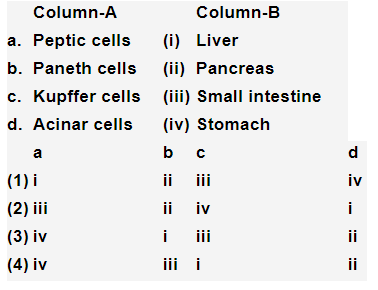 Column-A Column-B
a. Peptic cells (i) Liver
b. Paneth cells (ii) Pancreas
c. Kupffer cells (iii) Small intestine
d. Acinar cells (iv) Stomach
a b c d
(1) i ii iii iv
(2) iii ii iv i
(3) iv i iii ii
(4) iv iii i ii